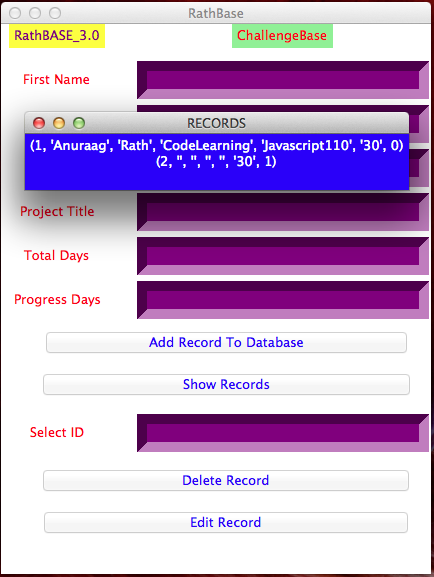 RathBase
RathBASE_3.0
ChallengeBase
First Name
RECORDS
(1, 'Anuraag', 'Rath', 'CodeLearning', 'Javascript110', '30', 0)
(2, '', '', '', '', '30', 1)
Project Title
Total Days
Progress Days
Add Record To Database
Show Records
Select ID
Delete Record
Edit Record